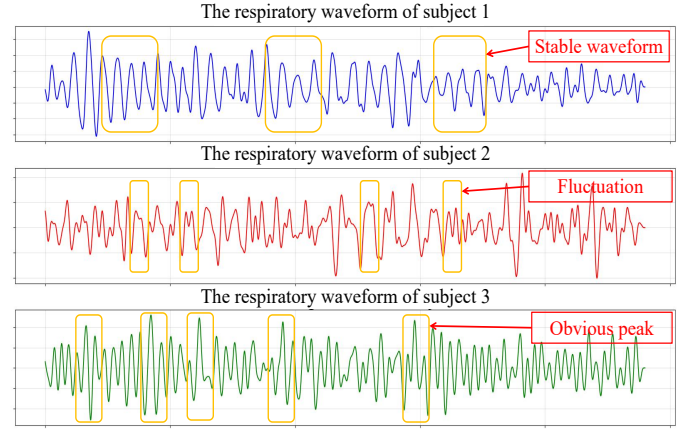 The respiratory waveform of subject 1
Stable waveform
The respiratory waveform of subject 2
Fluctuation
The respiratory waveform of subject 3
Obvious peak